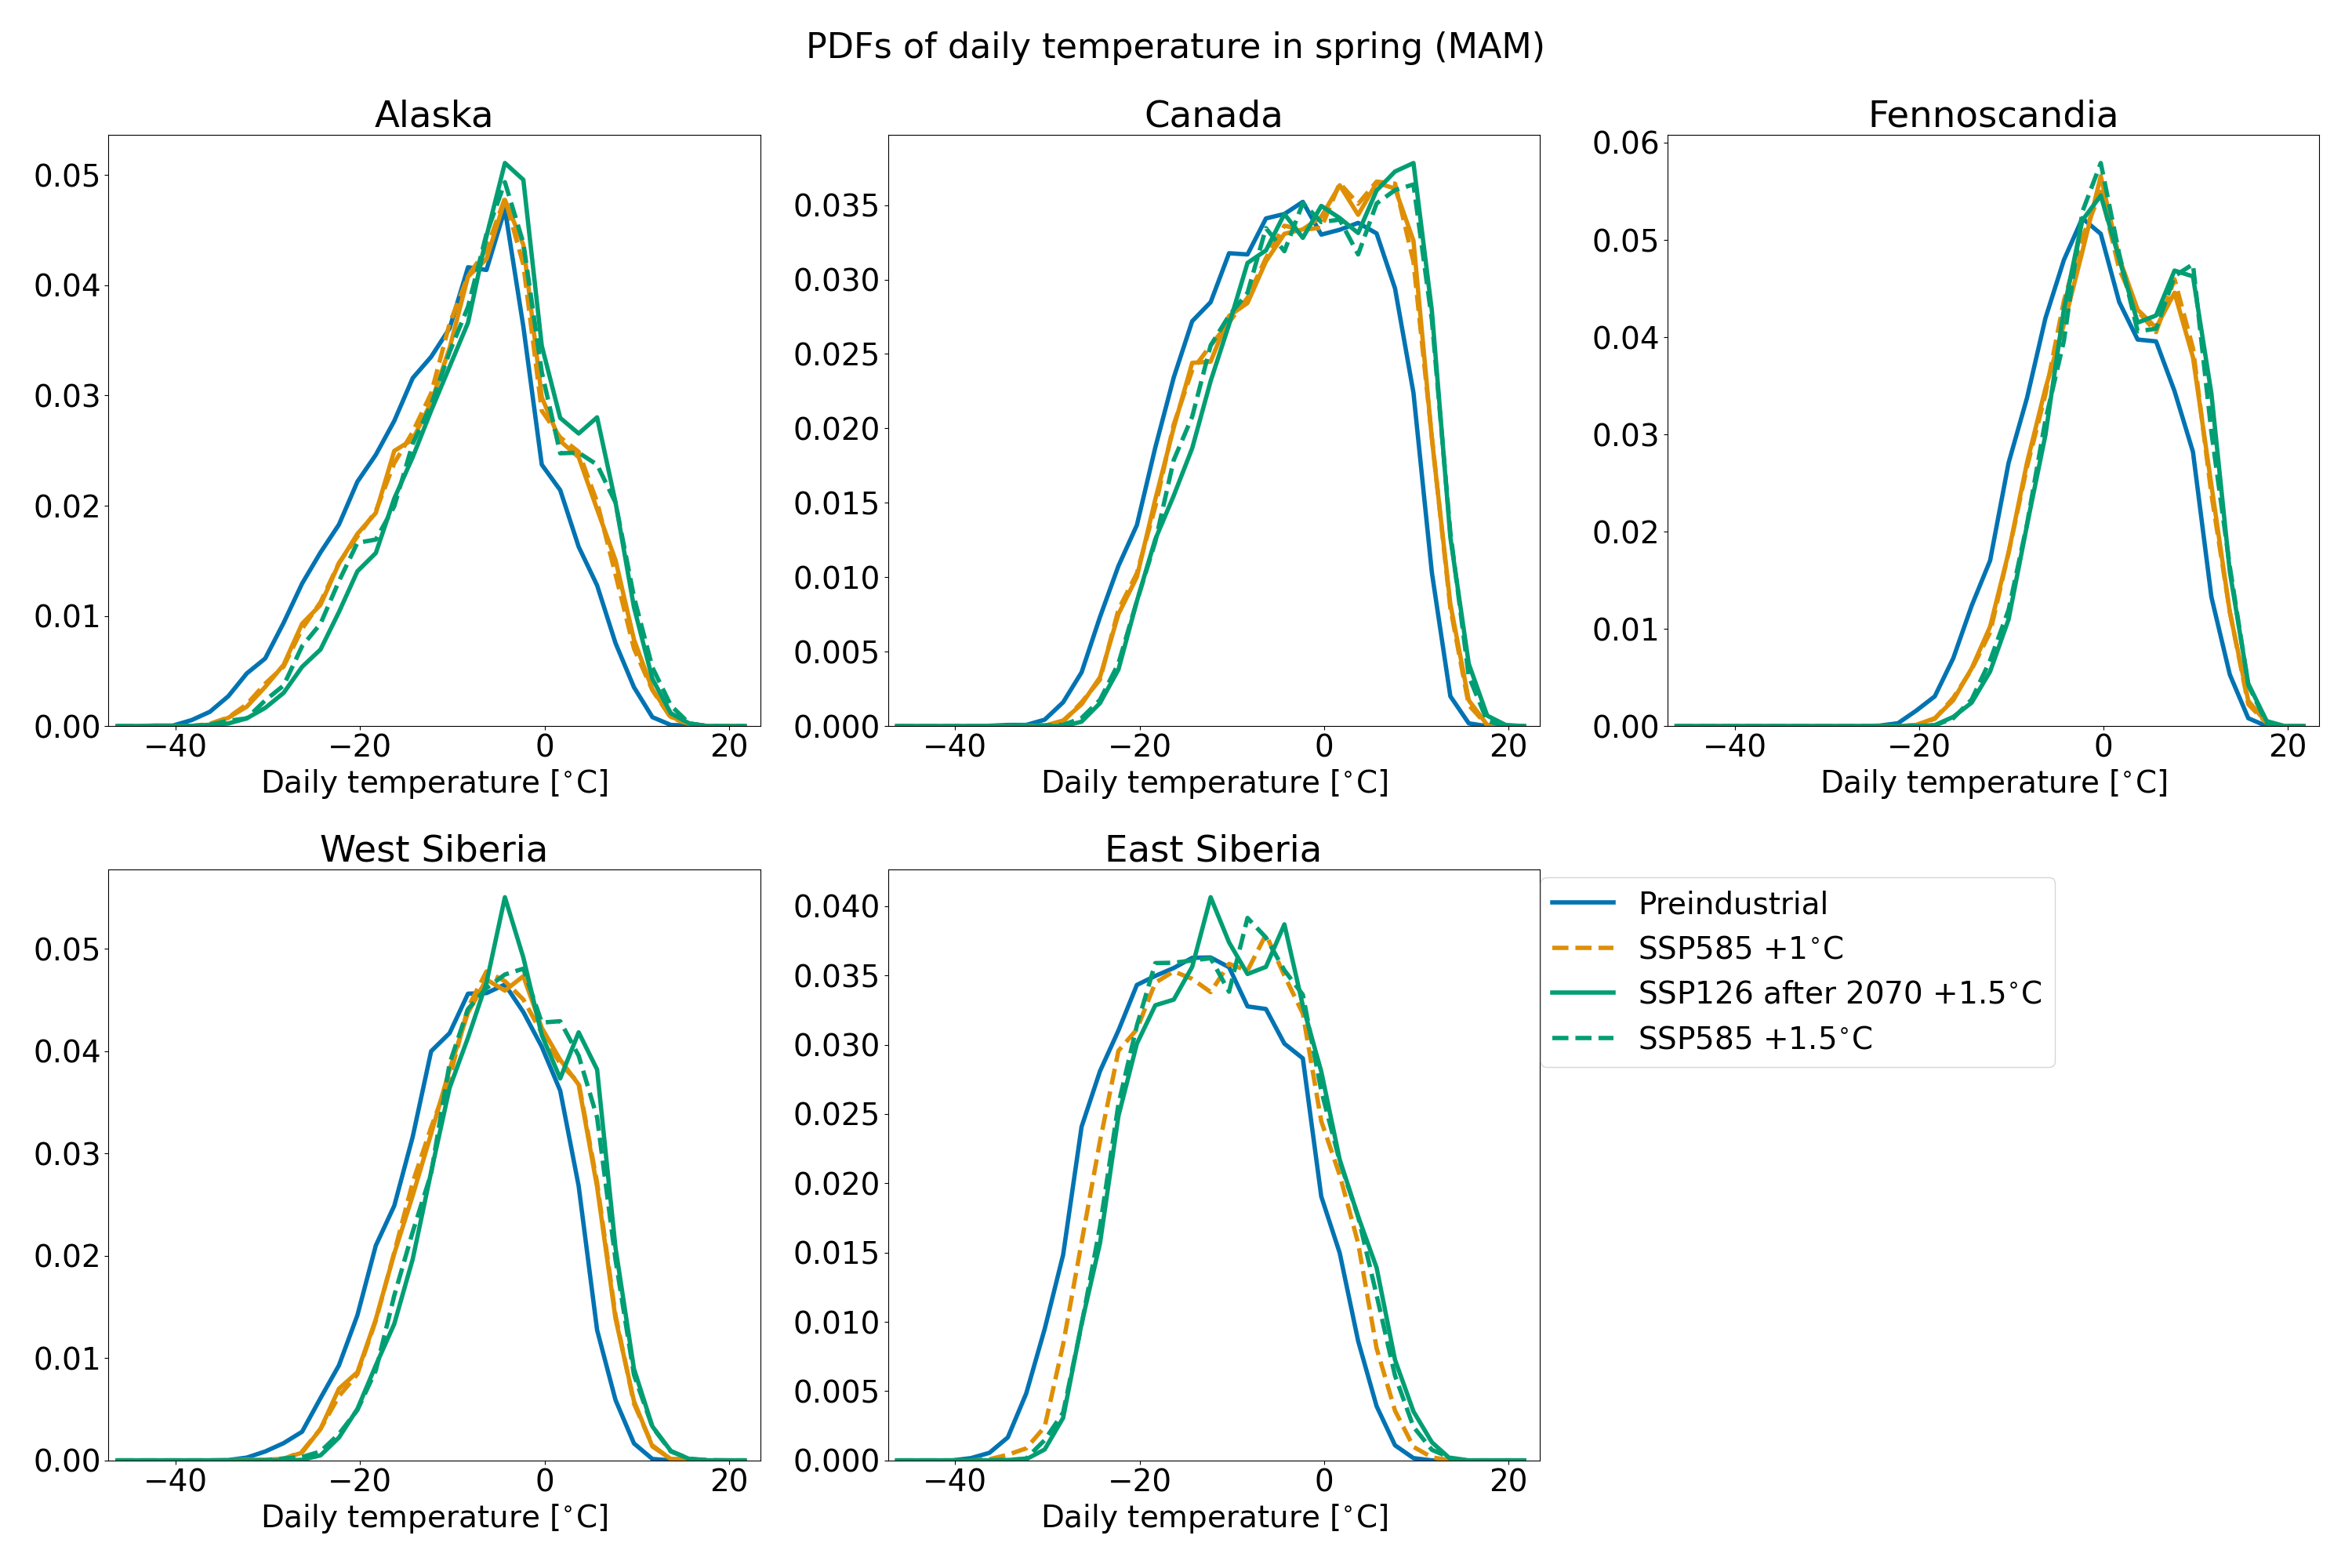 PDFs of daily temperature in spring (MAM)
Alaska
0.05
0.04
0.03
0.02
0.01
0.00
−40 −20 0 20
Daily temperature [°C]
Canada
0.035
0.030
0.025
0.020
0.015
0.010
0.005
0.000
−40 −20 0 20
Daily temperature [°C]
Fennoscandia
0.06
0.05
0.04
0.03
0.02
0.01
0.00
−40 −20 0 20
Daily temperature [°C]
West Siberia
0.05
0.04
0.03
0.02
0.01
0.00
−40 −20 0 20
Daily temperature [°C]
East Siberia
0.040
0.035
0.030
0.025
0.020
0.015
0.010
0.005
0.000
−40 −20 0 20
Daily temperature [°C]
Preindustrial
SSP585 +1°C
SSP126 after 2070 +1.5°C
SSP585 +1.5°C